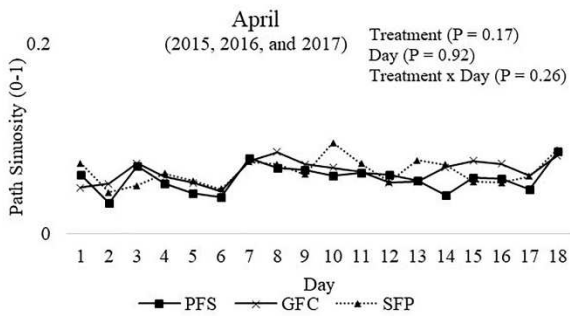 April
(2015, 2016, and 2017)
Treatment (P = 0.17)
Day (P = 0.92)
Treatment x Day (P = 0.26)
Path Sinuosity (0-1)
0.2
0
1 2 3 4 5 6 7 8 9 10 11 12 13 14 15 16 17 18
Day
PFS GFC SFP